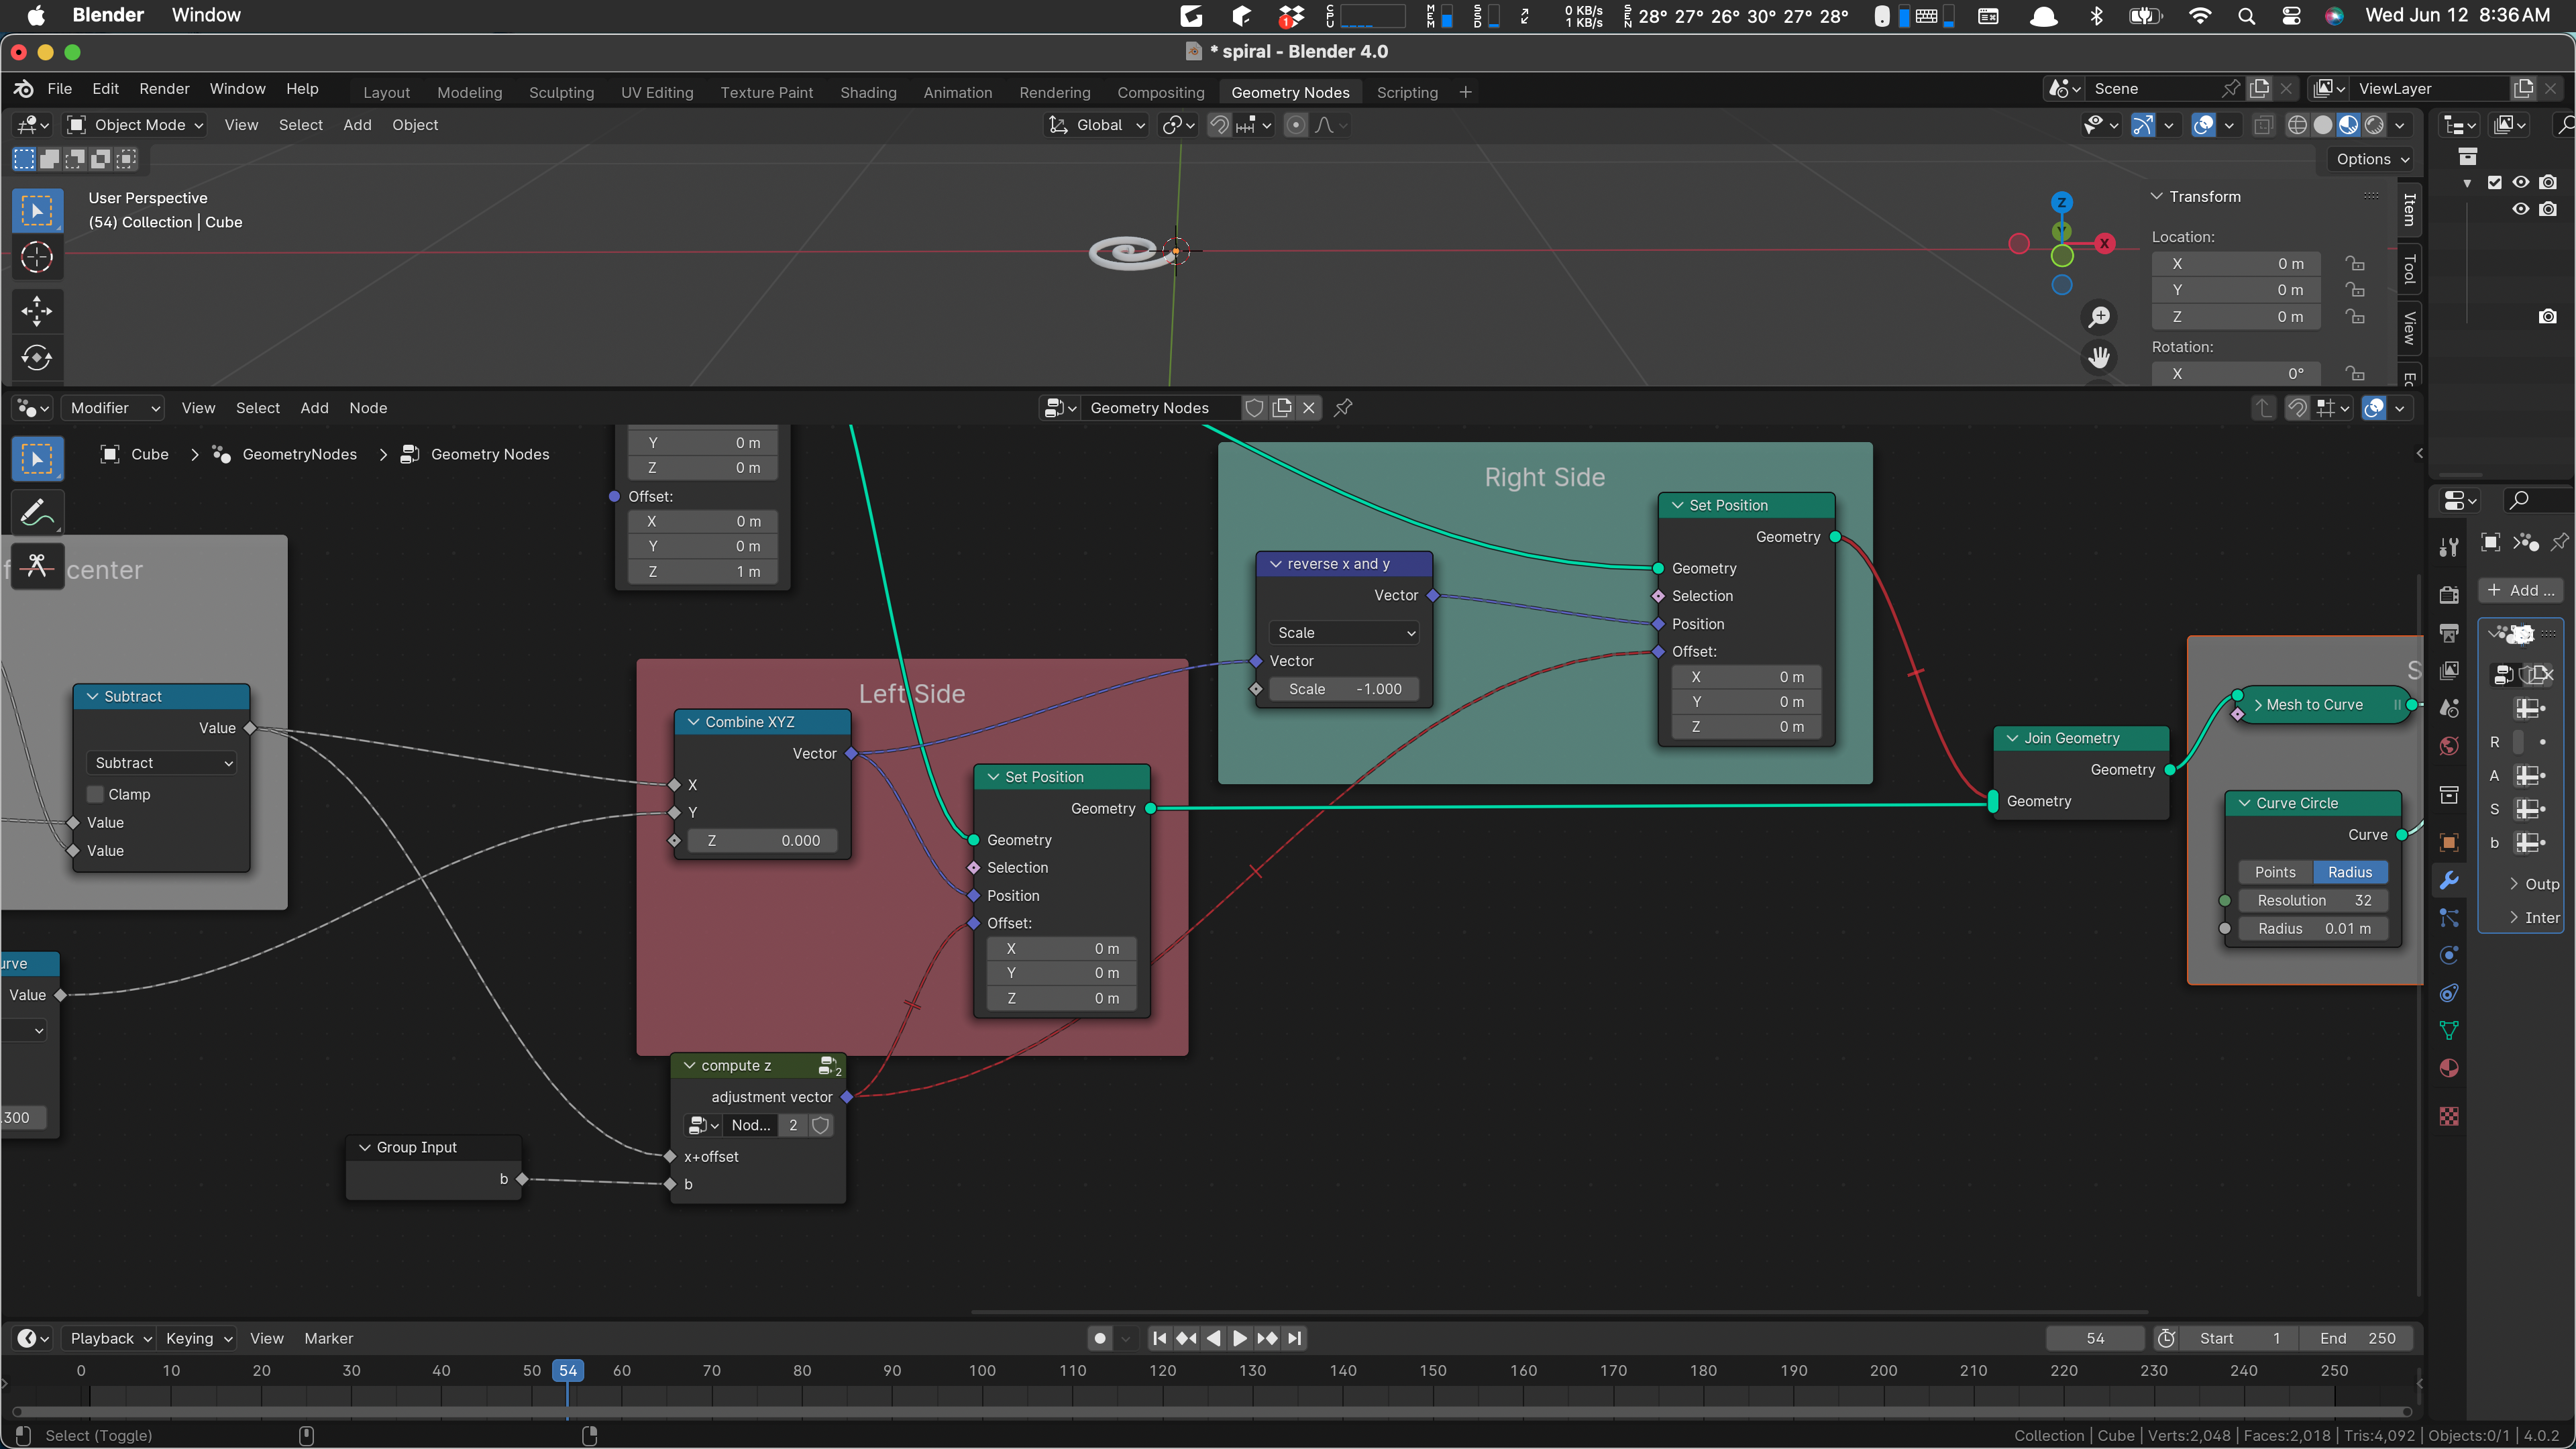 Blender Window
CPU MEM SSD 0 KB/s 1 KB/s SEN 28° 27° 26° 30° 27° 28° Wed Jun 12 8:36 AM
1
* spiral - Blender 4.0
File Edit Render Window Help Layout Modeling Sculpting UV Editing Texture Paint Shading Animation Rendering Compositing Geometry Nodes Scripting + Scene ViewLayer
Object Mode View Select Add Object Global
Options
User Perspective
(54) Collection | Cube
Z
X
Transform
Location:
X 0 m
Y 0 m
Z 0 m
Rotation:
X 0°
Item
Tool
View
Modifier View Select Add Node Geometry Nodes
Cube > GeometryNodes > Geometry Nodes
Y 0 m
Z 0 m
Offset:
X 0 m
Y 0 m
Z 1 m
center
Subtract
Value
Subtract
Clamp
Value
Value
urve
Value
.300
Group Input
b
Left Side
Combine XYZ
Vector
X
Y
Z 0.000
Set Position
Geometry
Geometry
Selection
Position
Offset:
X 0 m
Y 0 m
Z 0 m
compute z
2
adjustment vector
Nod... 2
x+offset
b
Right Side
reverse x and y
Vector
Scale
Vector
Scale -1.000
Set Position
Geometry
Geometry
Selection
Position
Offset:
X 0 m
Y 0 m
Z 0 m
Join Geometry
Geometry
Geometry
S
Mesh to Curve
Curve Circle
Curve
Points Radius
Resolution 32
Radius 0.01 m
+ Add ...
R
A
S
b
Outp
Inter
Playback Keying View Marker 54 Start 1 End 250
0 10 20 30 40 50 54 60 70 80 90 100 110 120 130 140 150 160 170 180 190 200 210 220 230 240 250
Select (Toggle) Collection | Cube | Verts:2,048 | Faces:2,018 | Tris:4,092 | Objects:0/1 | 4.0.2